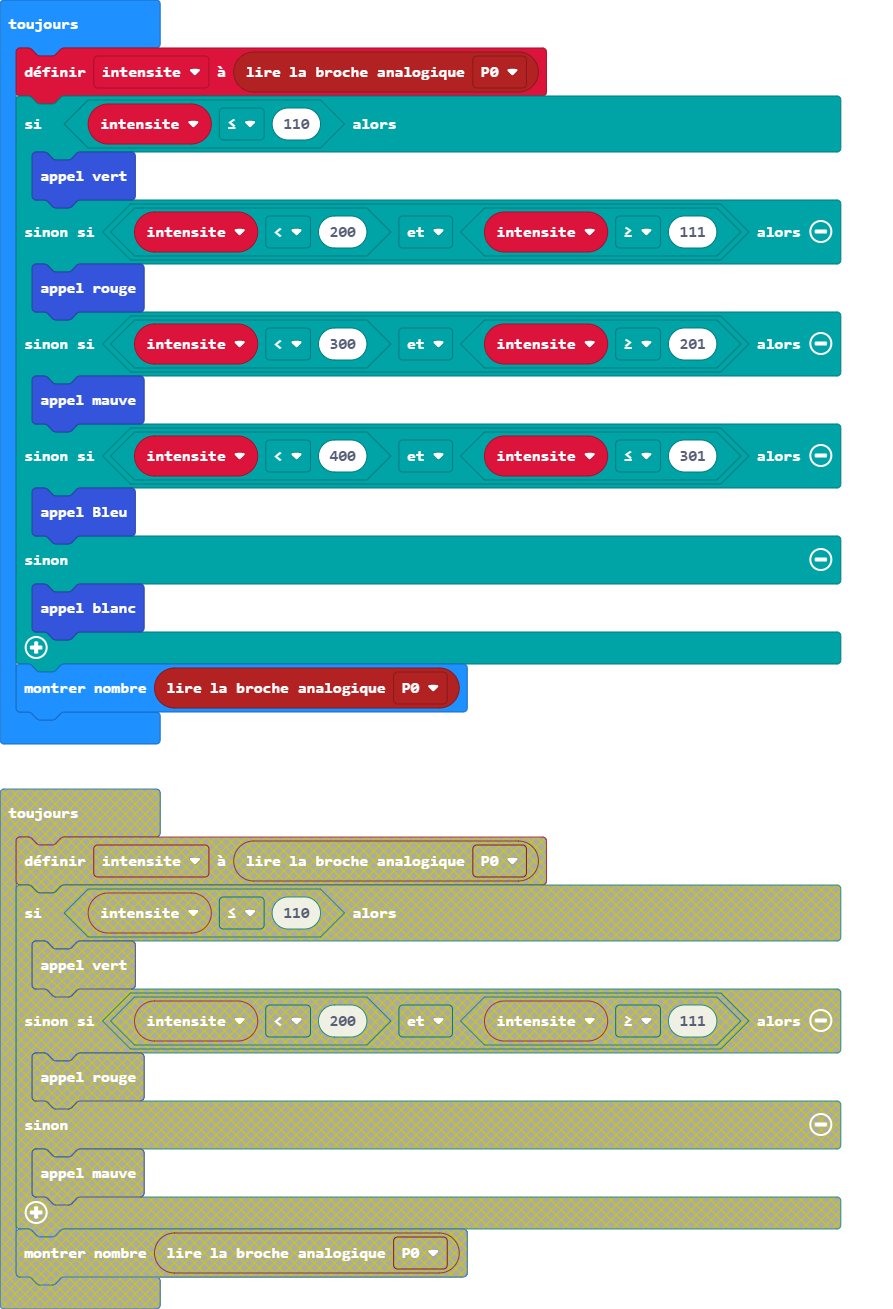 toujours
définir intensite à lire la broche analogique P0
si intensite ≤ 110 alors
appel vert
sinon si intensite < 200 et intensite ≥ 111 alors
appel rouge
sinon si intensite < 300 et intensite ≥ 201 alors
appel mauve
sinon si intensite < 400 et intensite ≤ 301 alors
appel Bleu
sinon
appel blanc
montrer nombre lire la broche analogique P0
toujours
définir intensite à lire la broche analogique P0
si intensite ≤ 110 alors
appel vert
sinon si intensite < 200 et intensite ≥ 111 alors
appel rouge
sinon
appel mauve
montrer nombre lire la broche analogique P0